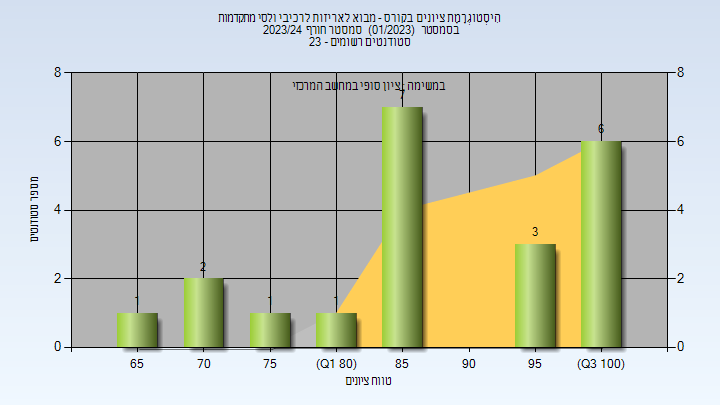 היסטוגרמת ציונים בקורס - מבוא לאריזות לרכיבי ולסי מתקדמות
בסמסטר (01/2023) סמסטר חורף 2023/24
סטודנטים רשומים - 23
במשימה : ציון סופי במחשב המרכזי
מספר סטודנטים
8
6
4
2
0
8
6
4
2
0
1
2
1
1
7
3
6
65
70
75
(Q1 80)
85
90
95
(Q3 100)
טווח ציונים